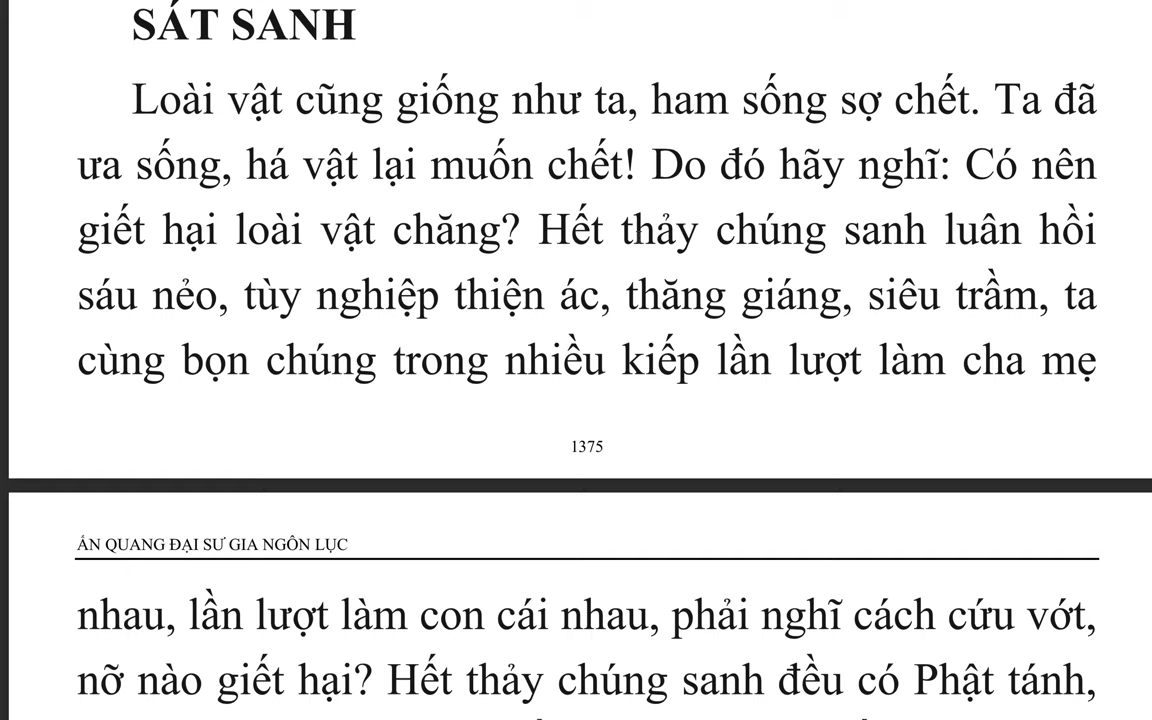 SÁT SANH
Loài vật cũng giống như ta, ham sống sợ chết. Ta đã
ưa sống, há vật lại muốn chết! Do đó hãy nghĩ: Có nên
giết hại loài vật chăng? Hết thảy chúng sanh luân hồi
sáu nẻo, tùy nghiệp thiện ác, thăng giáng, siêu trầm, ta
cùng bọn chúng trong nhiều kiếp lần lượt làm cha mẹ
1375
ẤN QUANG ĐẠI SƯ GIA NGÔN LỤC
nhau, lần lượt làm con cái nhau, phải nghĩ cách cứu vớt,
nỡ nào giết hại? Hết thảy chúng sanh đều có Phật tánh,